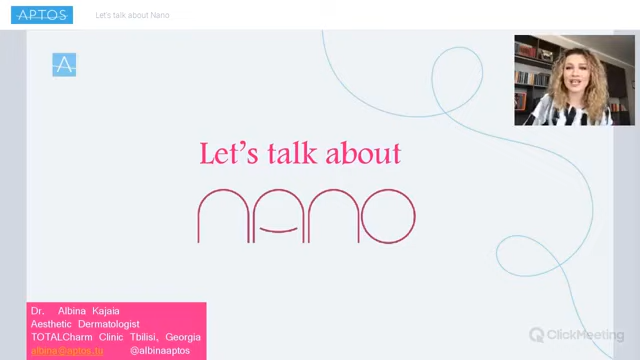 APTOS
Let's talk about Nano
A
Let's talk about
nano
Dr. Albina Kajaia
Aesthetic Dermatologist
TOTALCharm Clinic Tbilisi, Georgia
albina@aptos.ru @albinaaptos
ClickMeeting